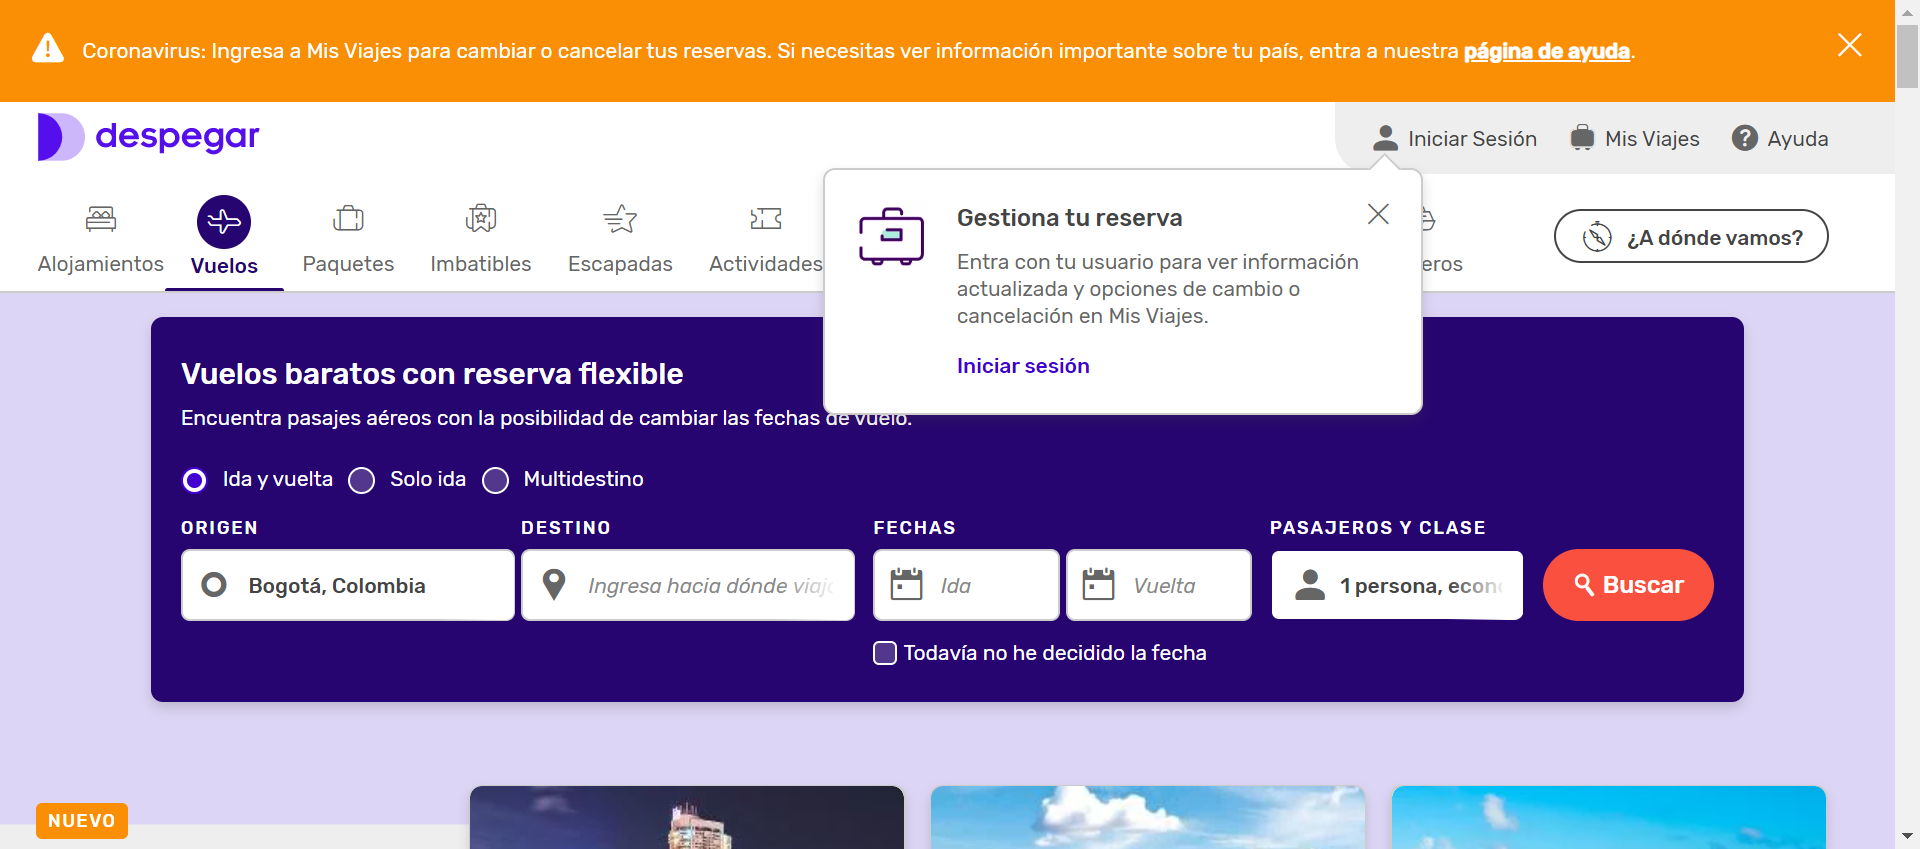 Coronavirus: Ingresa a Mis Viajes para cambiar o cancelar tus reservas. Si necesitas ver información importante sobre tu país, entra a nuestra página de ayuda.
despegar
Iniciar Sesión
Mis Viajes
Ayuda
Alojamientos
Vuelos
Paquetes
Imbatibles
Escapadas
Actividades
eros
¿A dónde vamos?
Gestiona tu reserva
Entra con tu usuario para ver información
actualizada y opciones de cambio o
cancelación en Mis Viajes.
Iniciar sesión
Vuelos baratos con reserva flexible
Encuentra pasajes aéreos con la posibilidad de cambiar las fechas de vuelo.
Ida y vuelta
Solo ida
Multidestino
ORIGEN
DESTINO
FECHAS
PASAJEROS Y CLASE
Bogotá, Colombia
Ingresa hacia dónde viaja
Ida
Vuelta
1 persona, econ
Buscar
Todavía no he decidido la fecha
NUEVO